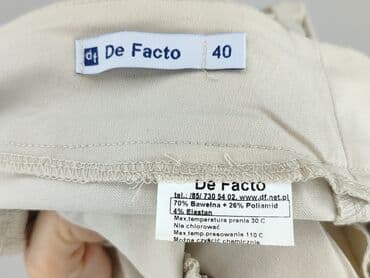 df De Facto 40
De Facto
tel.: /85/ 730 54 02, www.df.net.pl
70% Bawełna + 26% Poliamid
4% Elastan
Max.temperatura prania 30 C
Nie chlorować
Max.temp.prasowania 110 C
Można czyścić chemicznie